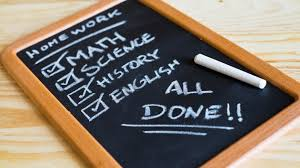 HOMEWORK
MATH
SCIENCE
HISTORY
ENGLISH
ALL
DONE!!